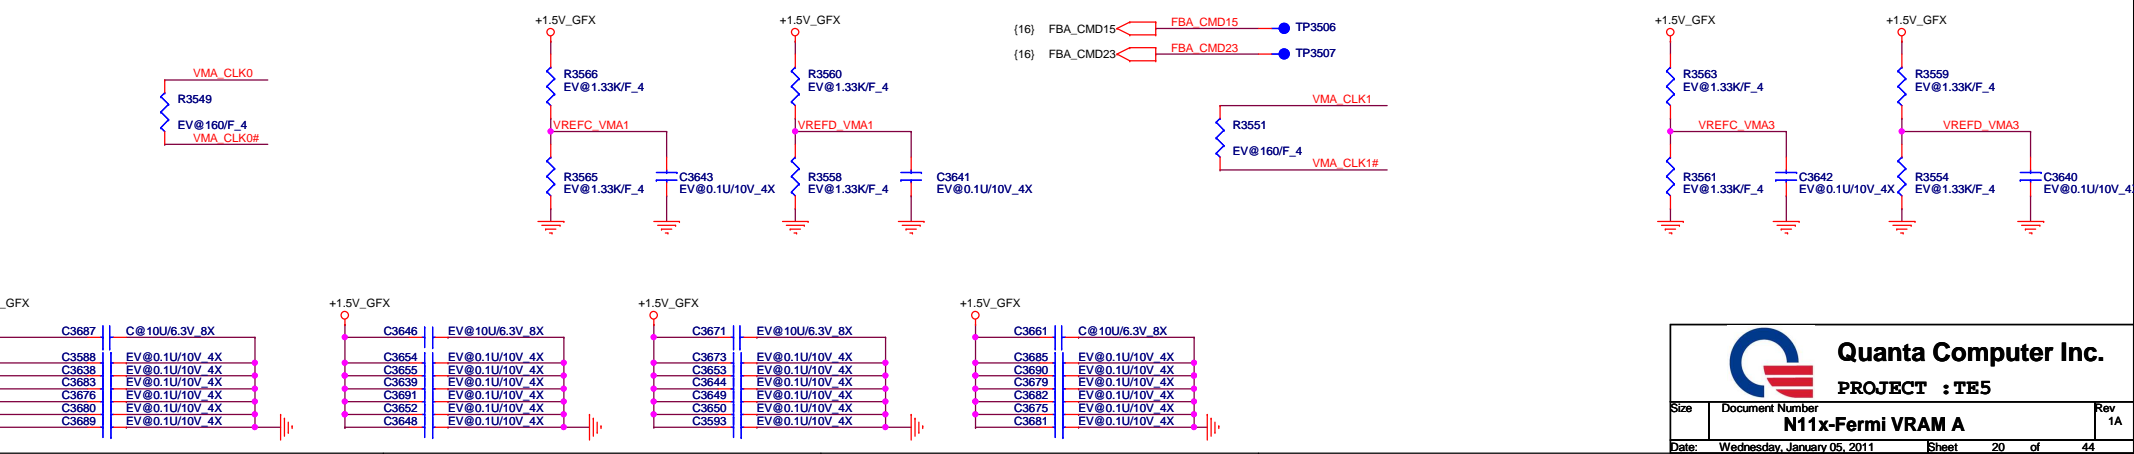 +1.5V_GFX
+1.5V_GFX
{16} FBA_CMD15 FBA_CMD15 TP3506
{16} FBA_CMD23 FBA_CMD23 TP3507
+1.5V_GFX
+1.5V_GFX
VMA_CLK0
R3549
EV@160/F_4
VMA_CLK0#
R3566
EV@1.33K/F_4
VREFC_VMA1
R3565
EV@1.33K/F_4
C3643
EV@0.1U/10V_4X
R3560
EV@1.33K/F_4
VREFD_VMA1
R3558
EV@1.33K/F_4
C3641
EV@0.1U/10V_4X
VMA_CLK1
R3551
EV@160/F_4
VMA_CLK1#
R3563
EV@1.33K/F_4
VREFC_VMA3
R3561
EV@1.33K/F_4
C3642
EV@0.1U/10V_4X
R3559
EV@1.33K/F_4
VREFD_VMA3
R3554
EV@1.33K/F_4
C3640
EV@0.1U/10V_4
_GFX
C3687 C@10U/6.3V_8X
C3588 EV@0.1U/10V_4X
C3638 EV@0.1U/10V_4X
C3683 EV@0.1U/10V_4X
C3676 EV@0.1U/10V_4X
C3680 EV@0.1U/10V_4X
C3689 EV@0.1U/10V_4X
+1.5V_GFX
C3646 EV@10U/6.3V_8X
C3654 EV@0.1U/10V_4X
C3655 EV@0.1U/10V_4X
C3639 EV@0.1U/10V_4X
C3691 EV@0.1U/10V_4X
C3652 EV@0.1U/10V_4X
C3648 EV@0.1U/10V_4X
+1.5V_GFX
C3671 EV@10U/6.3V_8X
C3673 EV@0.1U/10V_4X
C3653 EV@0.1U/10V_4X
C3644 EV@0.1U/10V_4X
C3649 EV@0.1U/10V_4X
C3650 EV@0.1U/10V_4X
C3593 EV@0.1U/10V_4X
+1.5V_GFX
C3661 C@10U/6.3V_8X
C3685 EV@0.1U/10V_4X
C3690 EV@0.1U/10V_4X
C3679 EV@0.1U/10V_4X
C3682 EV@0.1U/10V_4X
C3675 EV@0.1U/10V_4X
C3681 EV@0.1U/10V_4X
Quanta Computer Inc.
PROJECT :TE5
Size Document Number Rev
N11x-Fermi VRAM A 1A
Date: Wednesday, January 05, 2011 Sheet 20 of 44